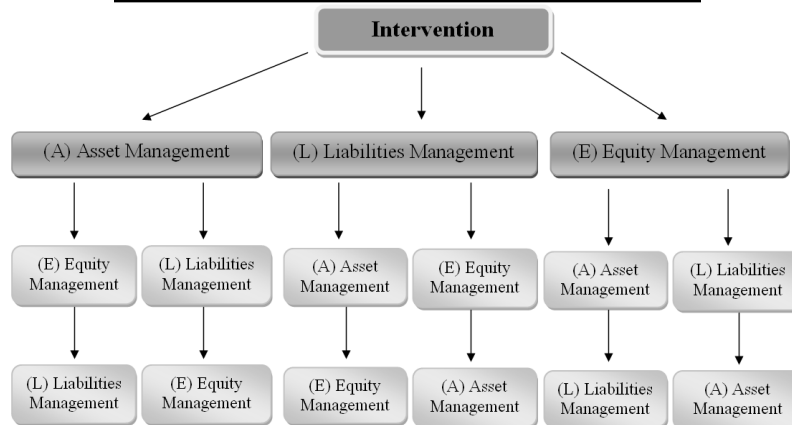 Intervention
(A) Asset Management
(L) Liabilities Management
(E) Equity Management
(E) Equity
Management
(L) Liabilities
Management
(A) Asset
Management
(E) Equity
Management
(A) Asset
Management
(L) Liabilities
Management
(L) Liabilities
Management
(E) Equity
Management
(E) Equity
Management
(A) Asset
Management
(L) Liabilities
Management
(A) Asset
Management